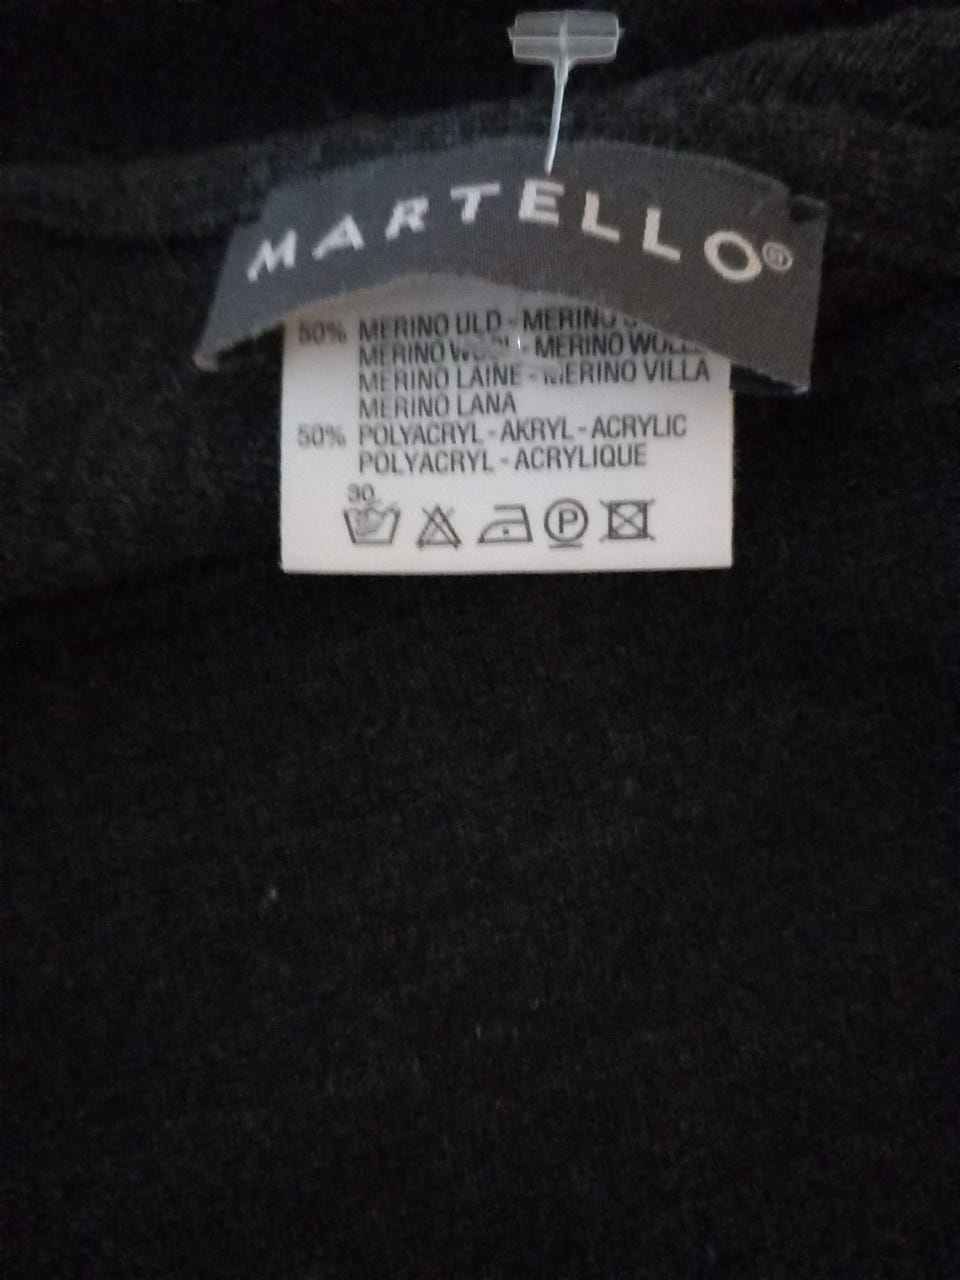 MARTELLO®
50% MERINO ULD - MERINO
MERINO - MERINO
MERINO LAINE - MERINO VILLA
MERINO LANA
50% POLYACRYL - AKRYL - ACRYLIC
POLYACRYL - ACRYLIQUE
30
P